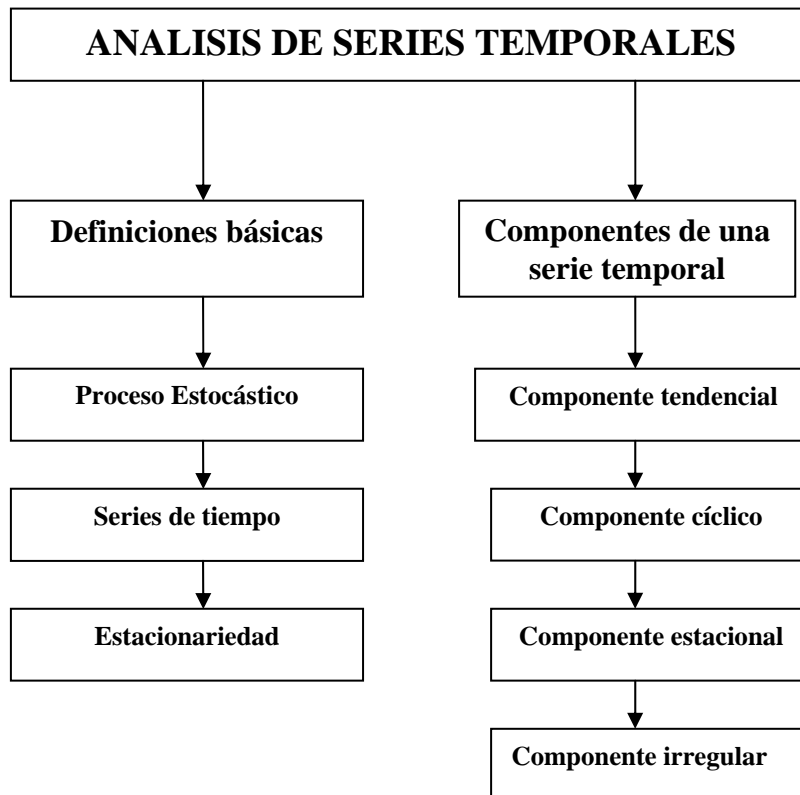 ANALISIS DE SERIES TEMPORALES
Definiciones básicas
Componentes de una
serie temporal
Proceso Estocástico
Componente tendencial
Series de tiempo
Componente cíclico
Estacionariedad
Componente estacional
Componente irregular